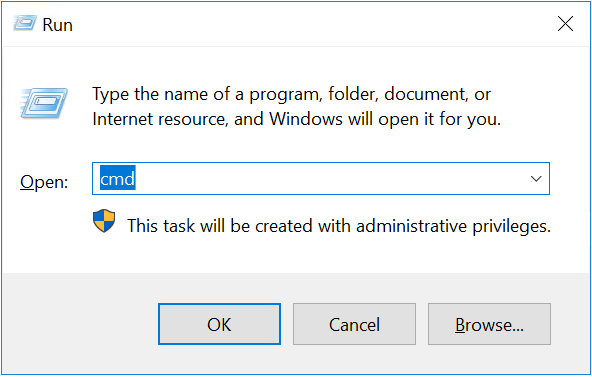 Run
Type the name of a program, folder, document, or
Internet resource, and Windows will open it for you.
Open: cmd
This task will be created with administrative privileges.
OK Cancel Browse...